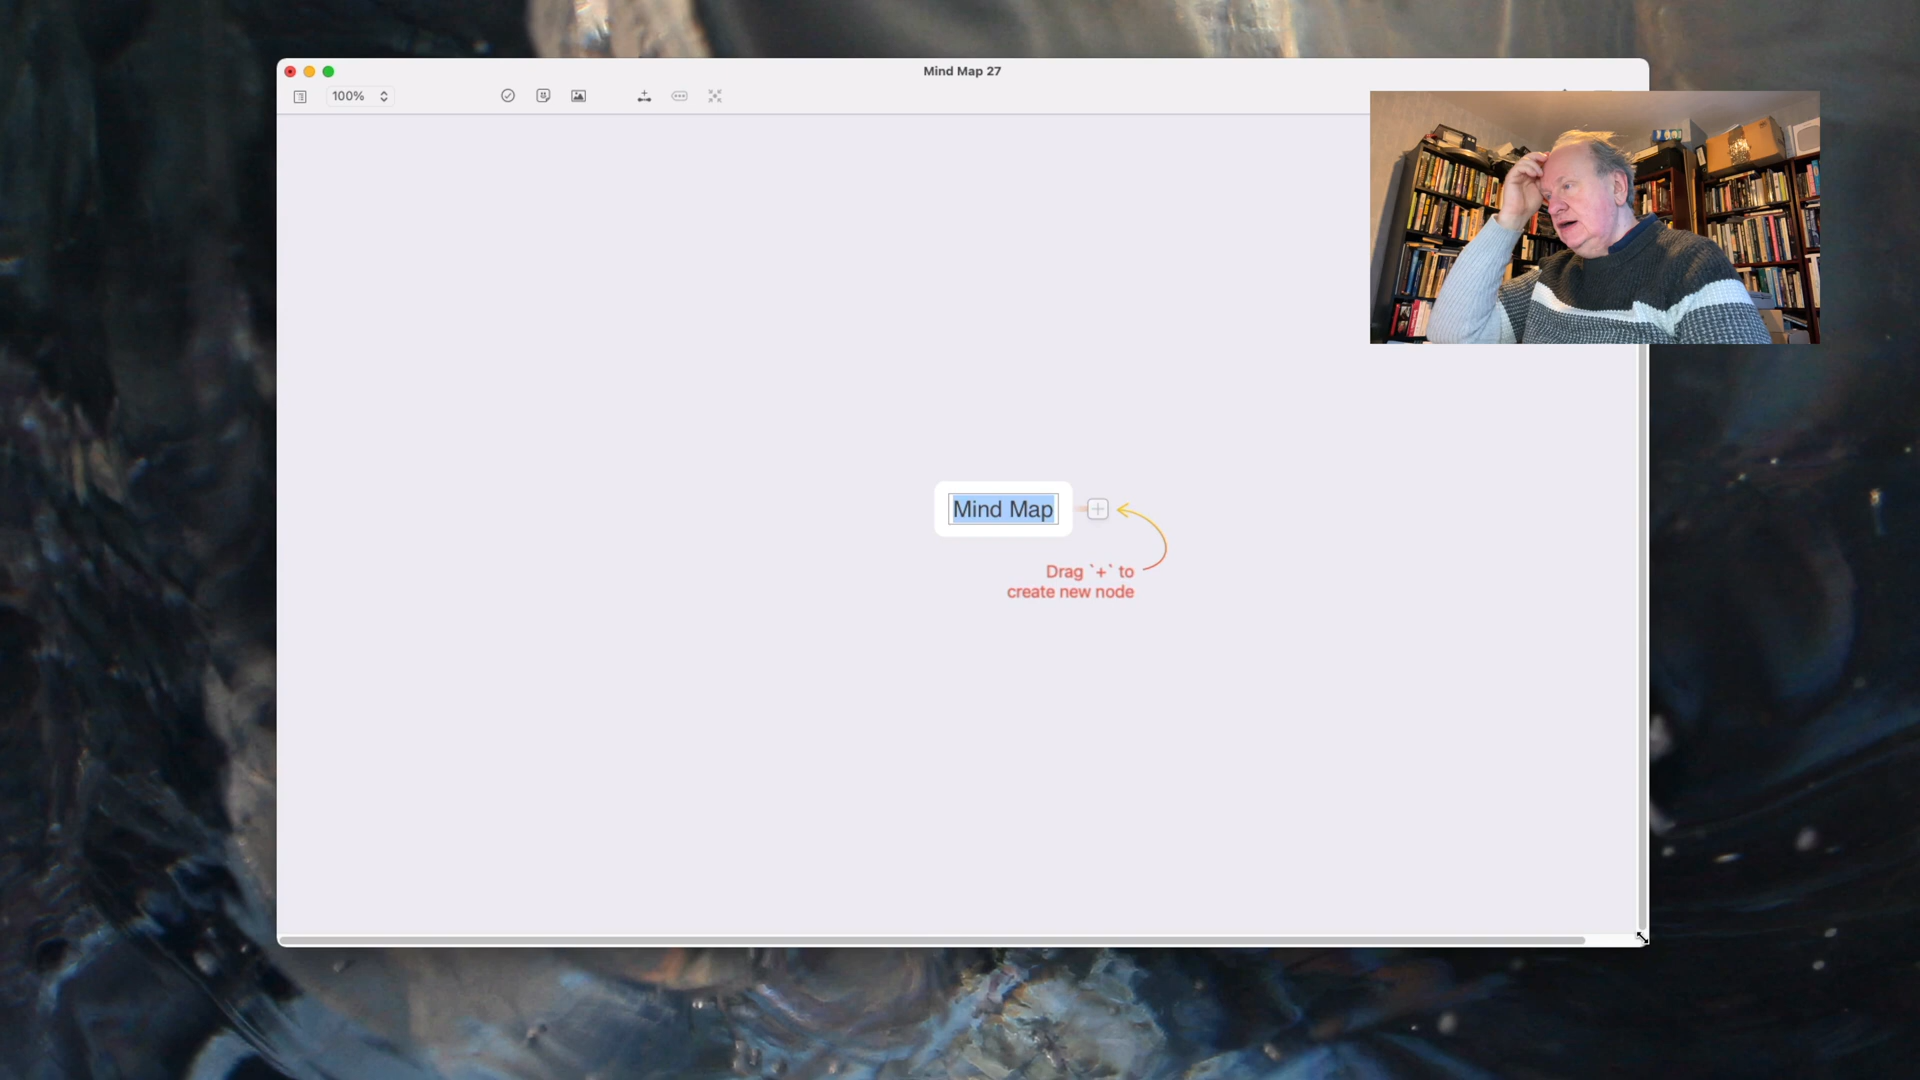 Mind Map 27
100%
Mind Map
Drag `+` to
create new node